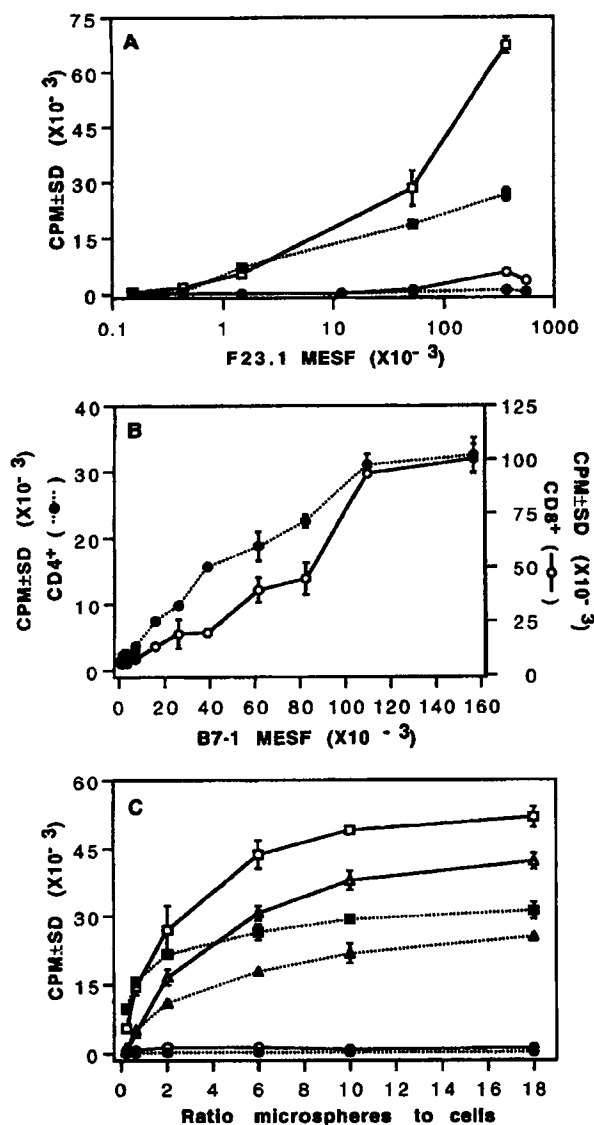 A
75
60
45
30
15
0
CPM±SD (X10⁻³)
0.1 1 10 100 1000
F23.1 MESF (X10⁻³)
B
40
30
20
10
0
CPM±SD (X10⁻³)
CD4⁺ (··●··)
125
100
75
50
25
0
CPM±SD (X10⁻³)
CD8⁺ (—o—)
0 20 40 60 80 100 120 140 160
B7-1 MESF (X10⁻³)
C
60
45
30
15
0
CPM±SD (X10⁻³)
0 2 4 6 8 10 12 14 16 18
Ratio microspheres to cells